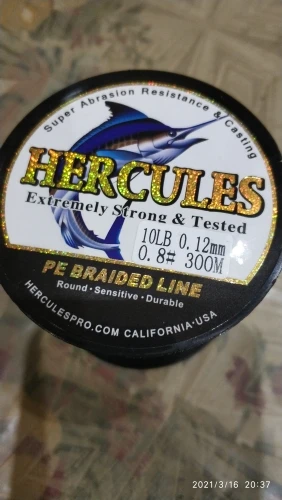 Super Abrasion Resistance & Casting
HERCULES
Extremely Strong & Tested
10LB 0.12mm
0.8# 300M
PE BRAIDED LINE
Round · Sensitive · Durable
HERCULESPRO.COM CALIFORNIA·USA
2021/3/16 20:37